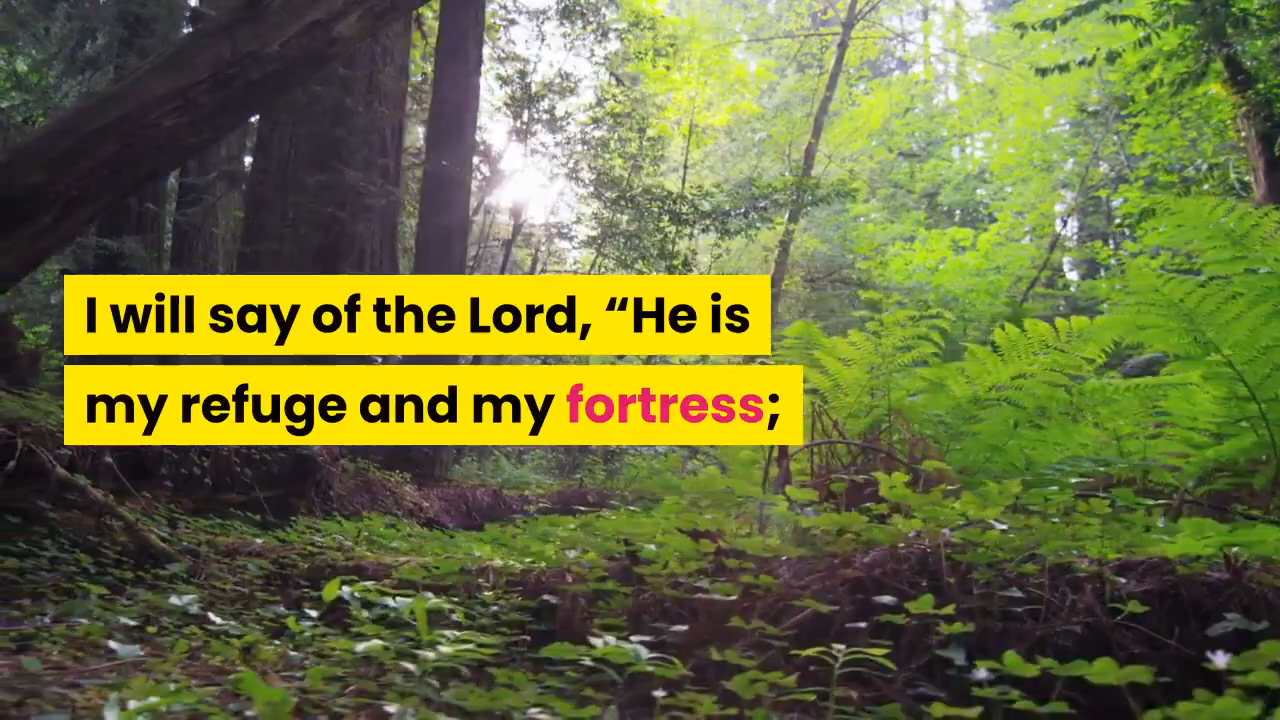 I will say of the Lord, “He is
my refuge and my fortress;